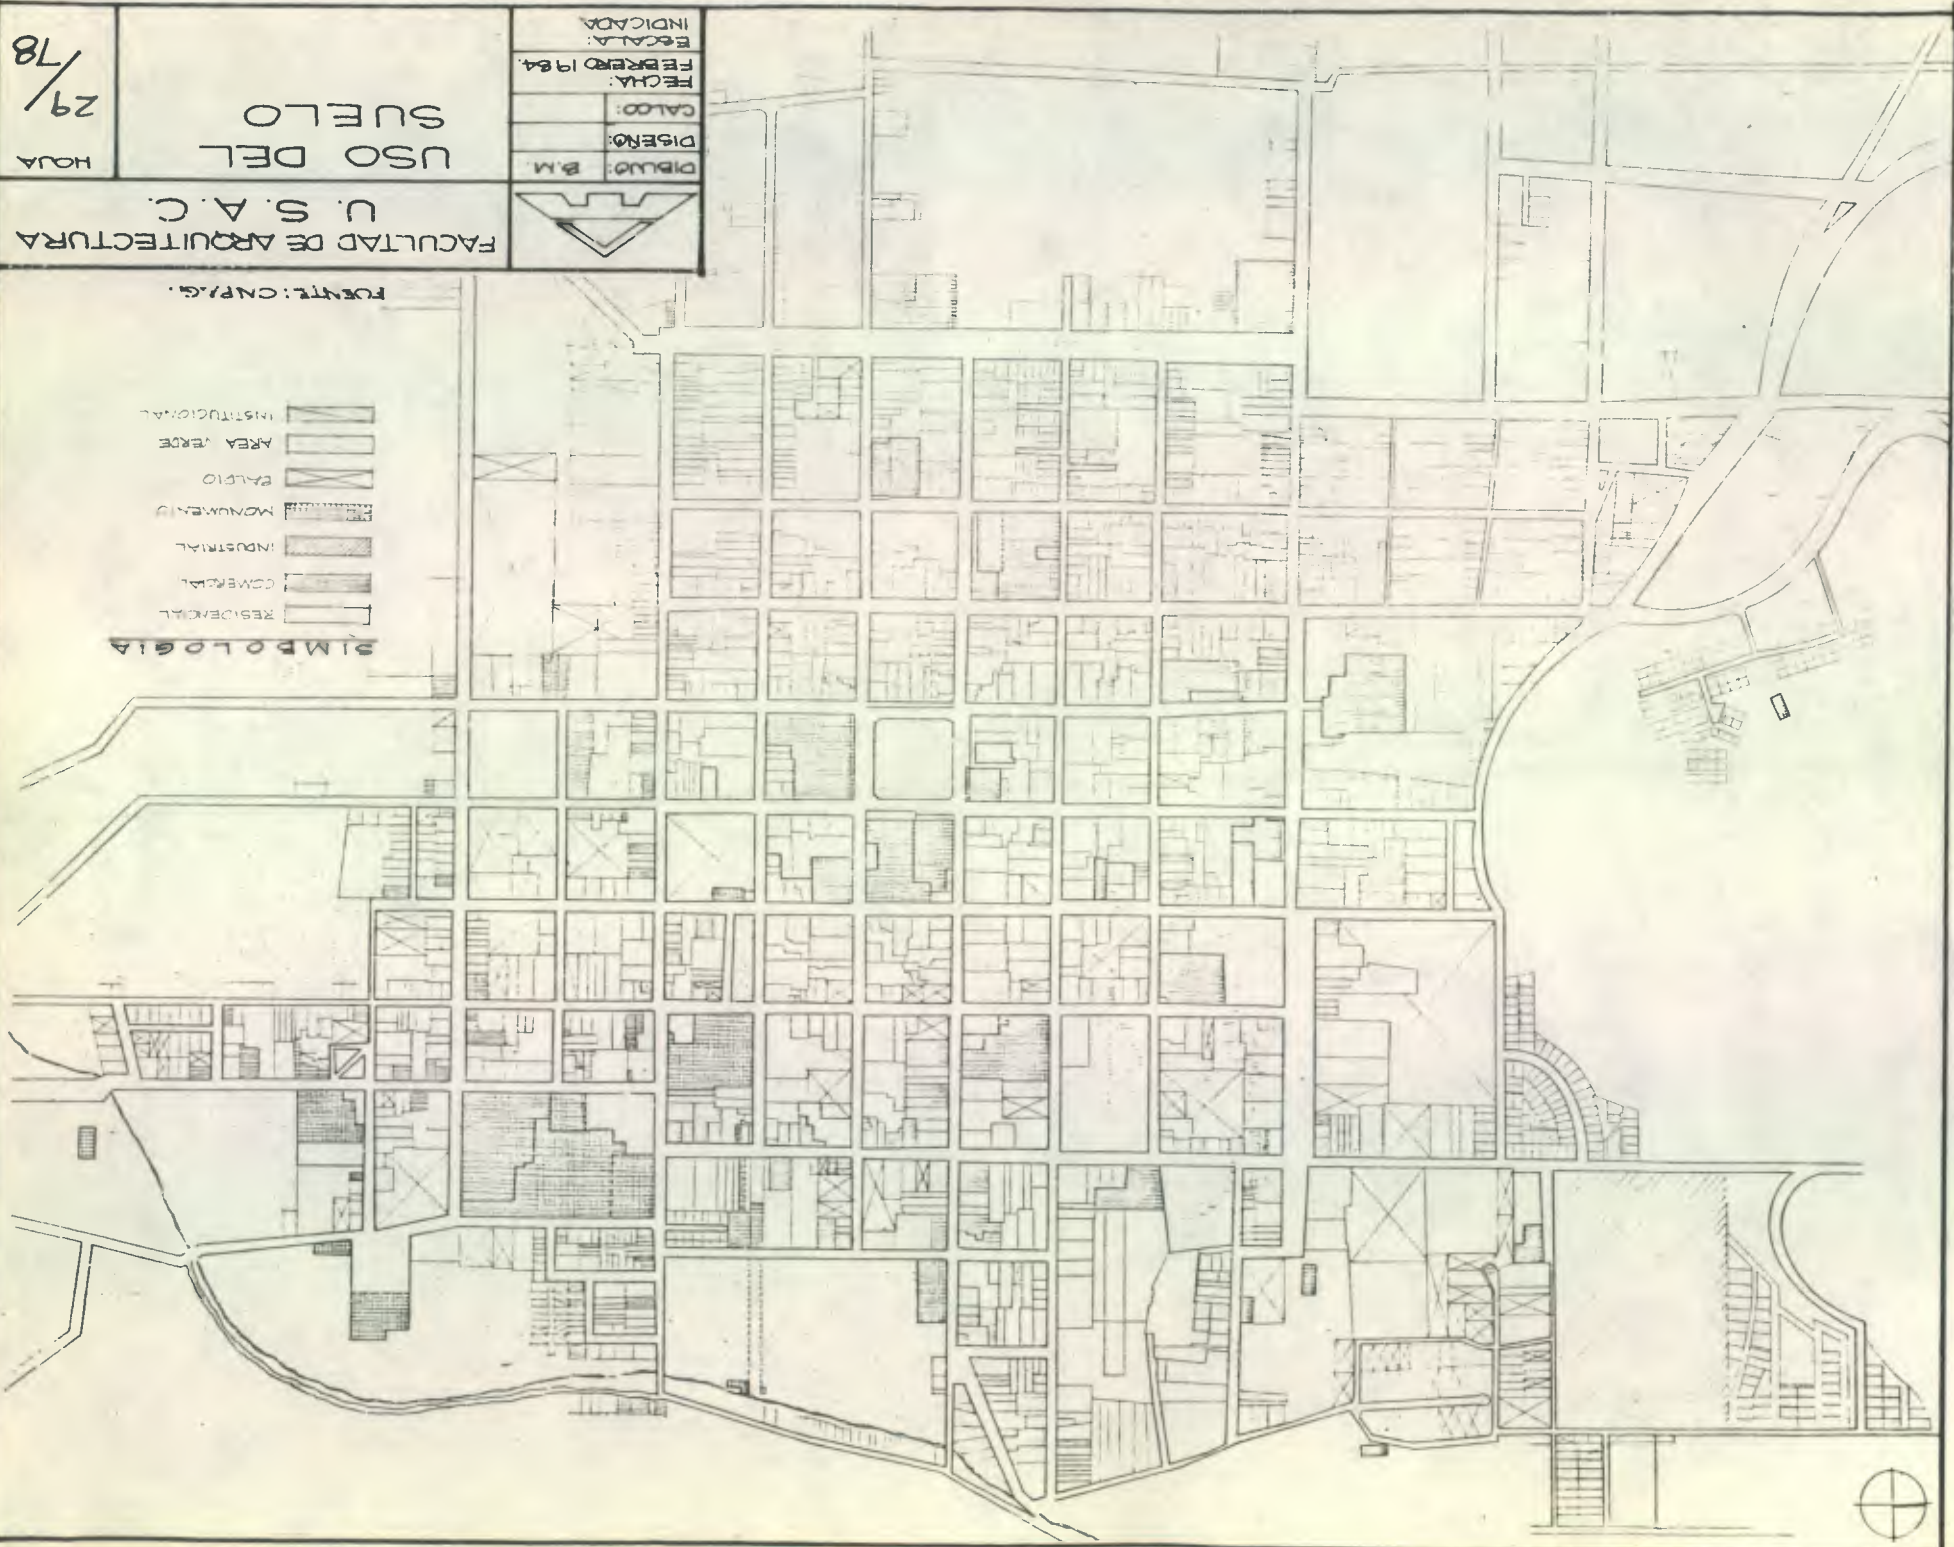 SIMBOLOGIA
RESIDENCIAL
COMERCIAL
INDUSTRIAL
MONUMENTO
BALDIO
AREA VERDE
INSTITUCIONAL
FUENTE: CNPAG.
FACULTAD DE ARQUITECTURA
U. S. A. C.
DIBUJO: B.M.
DISEÑO:
CALCO:
FECHA:
FEBRERO 1984.
ESCALA:
INDICADA
USO DEL
SUELO
HOJA
29/78